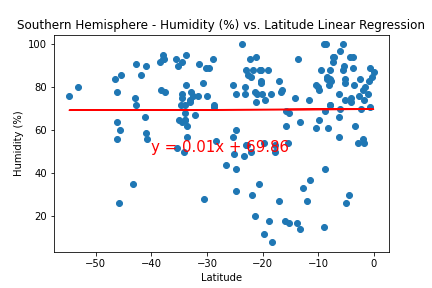 Southern Hemisphere - Humidity (%) vs. Latitude Linear Regression
100
80
60
40
20
Humidity (%)
y = 0.01x + 69.86
−50
−40
−30
−20
−10
0
Latitude